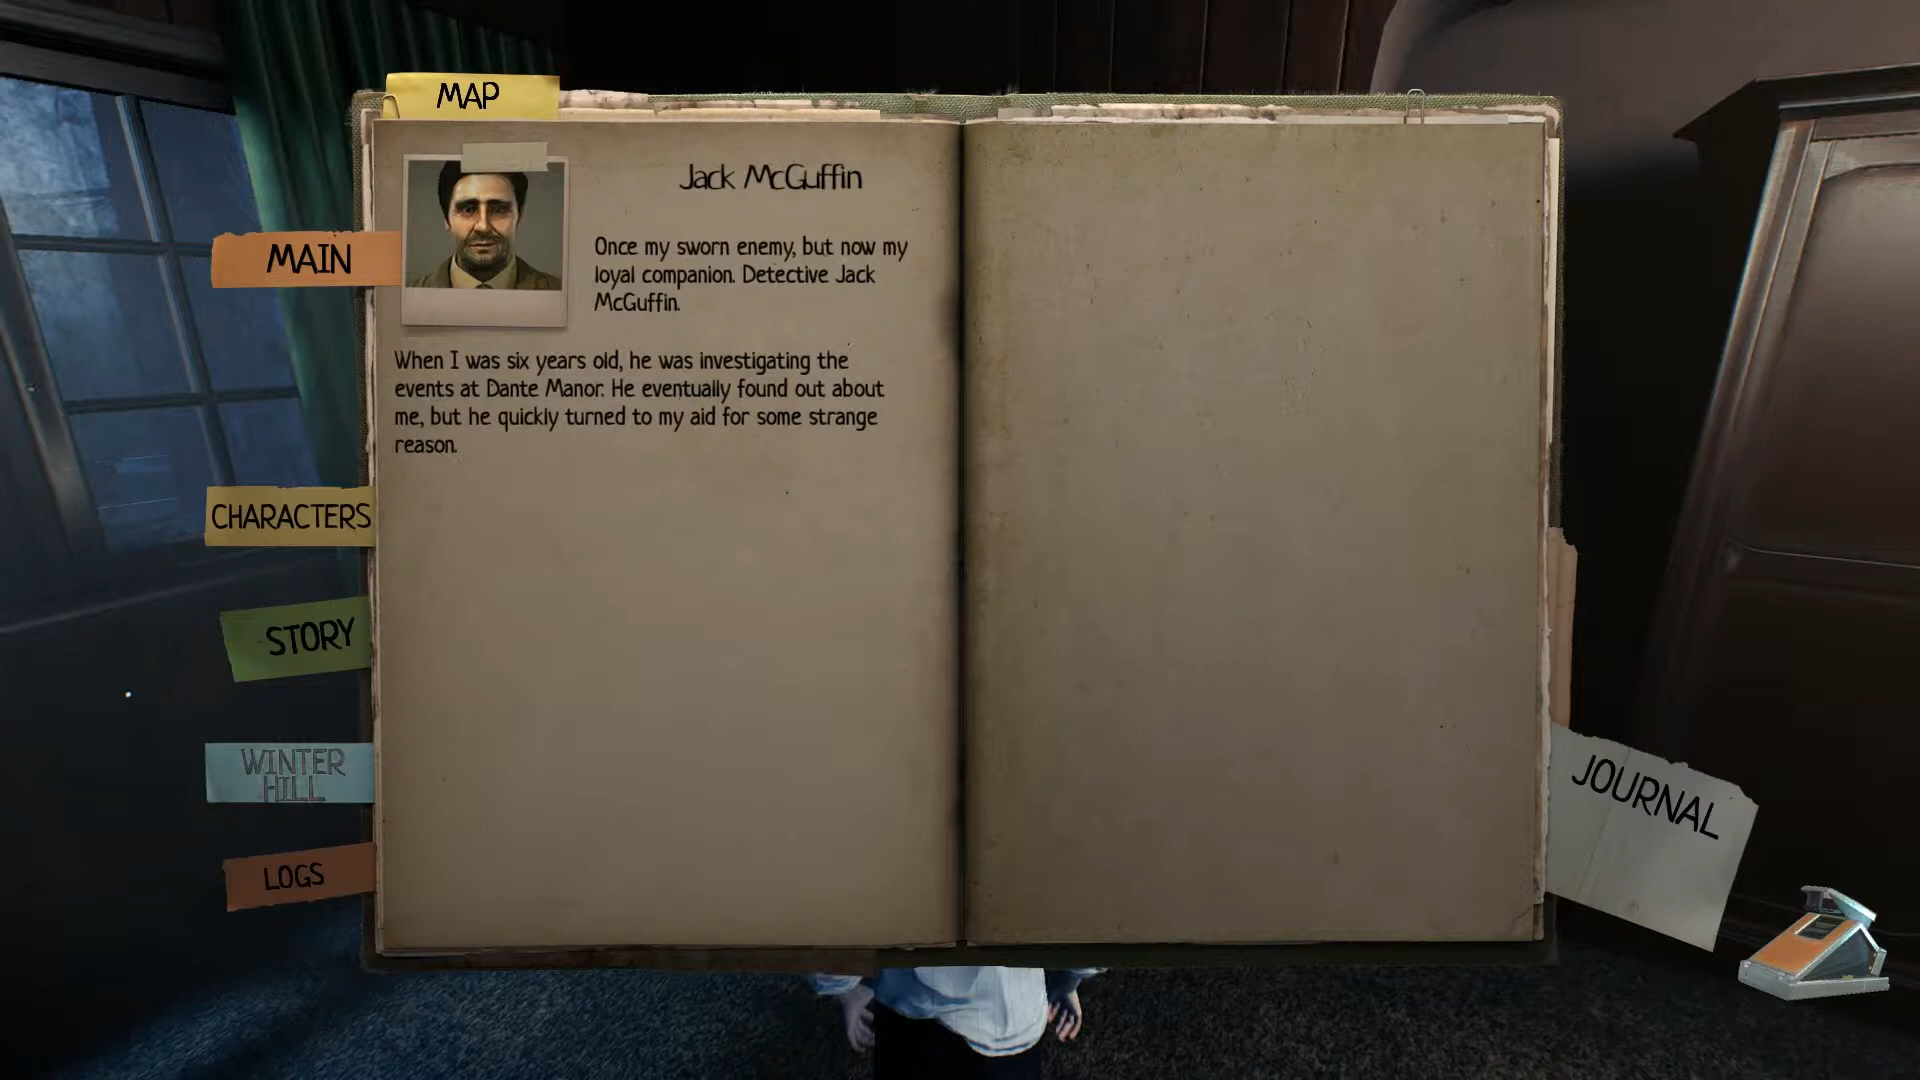 MAP
Jack McGuffin
MAIN
Once my sworn enemy, but now my
loyal companion. Detective Jack
McGuffin.
When I was six years old, he was investigating the
events at Dante Manor. He eventually found out about
me, but he quickly turned to my aid for some strange
reason.
CHARACTERS
STORY
WINTER
HILL
LOGS
JOURNAL